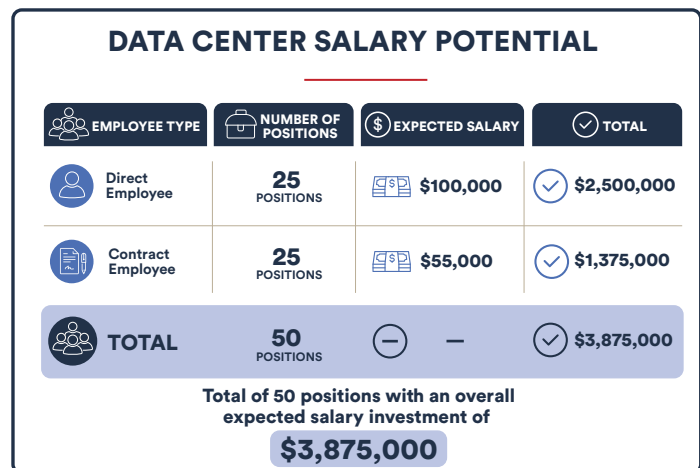 DATA CENTER SALARY POTENTIAL
EMPLOYEE TYPE
NUMBER OF
POSITIONS
$ EXPECTED SALARY
TOTAL
Direct
Employee
25
POSITIONS
$ $100,000
$2,500,000
Contract
Employee
25
POSITIONS
$ $55,000
$1,375,000
TOTAL
50
POSITIONS
–
$3,875,000
Total of 50 positions with an overall
expected salary investment of
$3,875,000